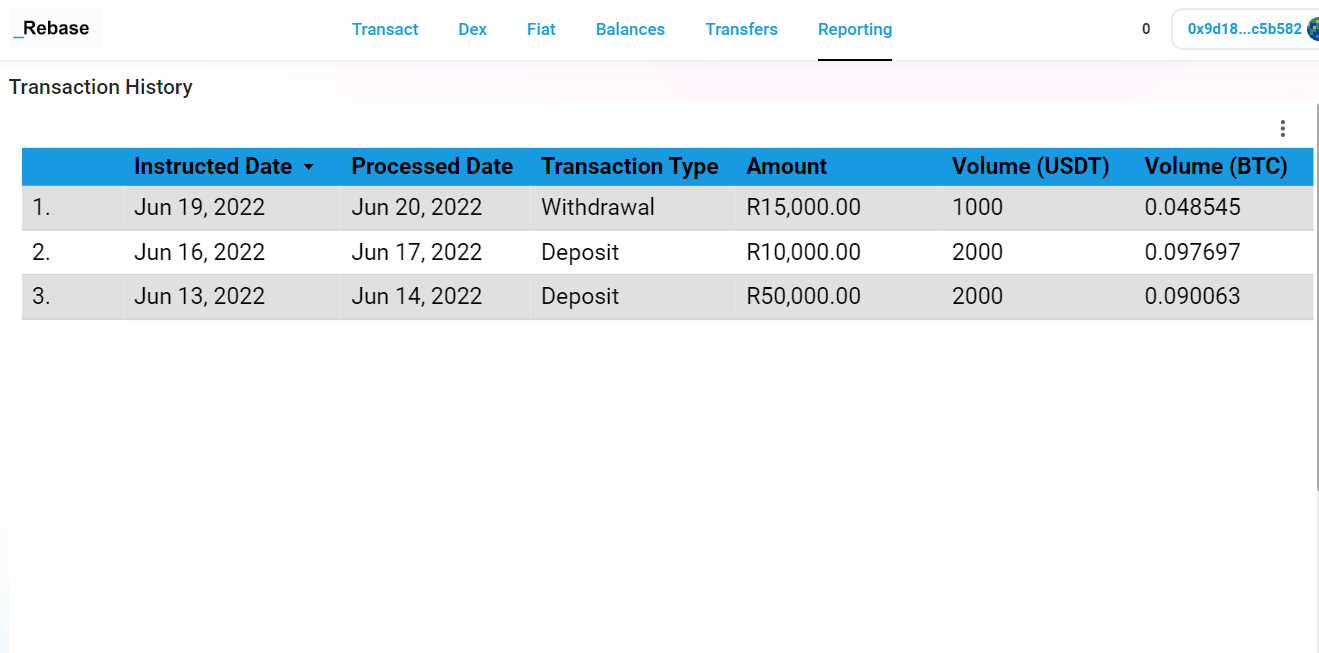 _Rebase Transact Dex Fiat Balances Transfers Reporting 0 0x9d18...c5b582
Transaction History
Instructed Date Processed Date Transaction Type Amount Volume (USDT) Volume (BTC)
1. Jun 19, 2022 Jun 20, 2022 Withdrawal R15,000.00 1000 0.048545
2. Jun 16, 2022 Jun 17, 2022 Deposit R10,000.00 2000 0.097697
3. Jun 13, 2022 Jun 14, 2022 Deposit R50,000.00 2000 0.090063